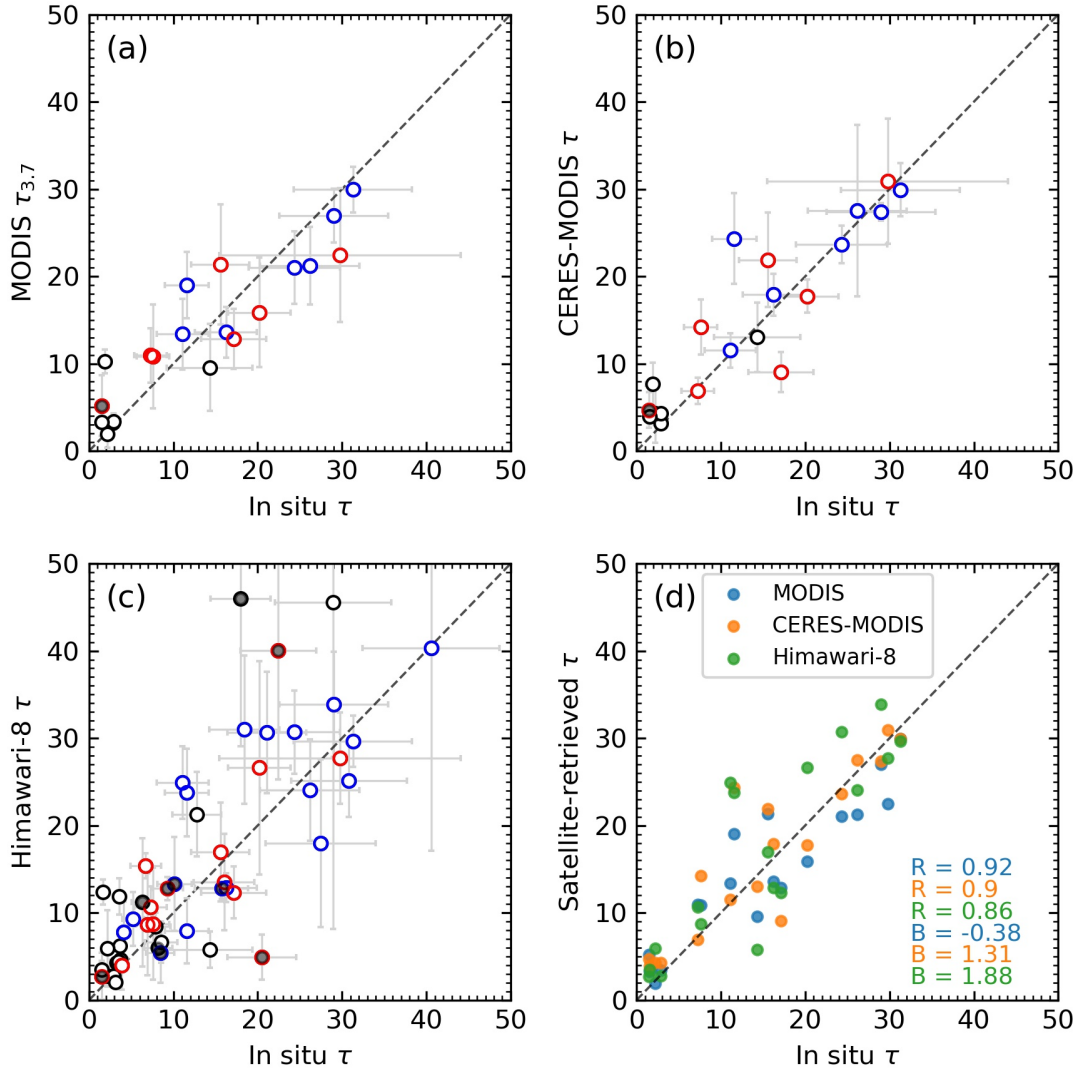 (a)
MODIS τ3.7
50
40
30
20
10
0
0 10 20 30 40 50
In situ τ
(b)
CERES-MODIS τ
50
40
30
20
10
0
0 10 20 30 40 50
In situ τ
(c)
Himawari-8 τ
50
40
30
20
10
0
0 10 20 30 40 50
In situ τ
(d)
Satellite-retrieved τ
50
40
30
20
10
0
MODIS
CERES-MODIS
Himawari-8
R = 0.92
R = 0.9
R = 0.86
B = -0.38
B = 1.31
B = 1.88
0 10 20 30 40 50
In situ τ